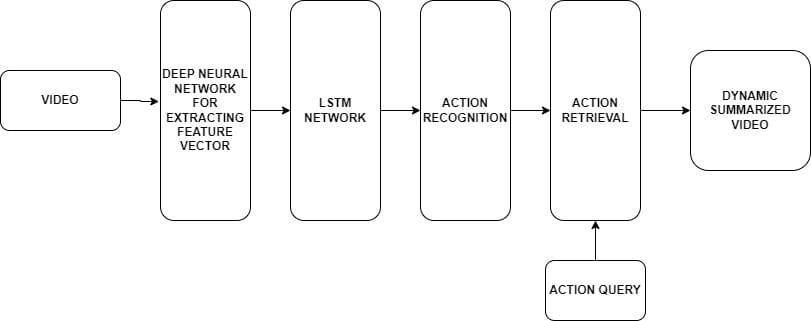 VIDEO
DEEP NEURAL
NETWORK
FOR
EXTRACTING
FEATURE
VECTOR
LSTM
NETWORK
ACTION
RECOGNITION
ACTION
RETRIEVAL
DYNAMIC
SUMMARIZED
VIDEO
ACTION QUERY